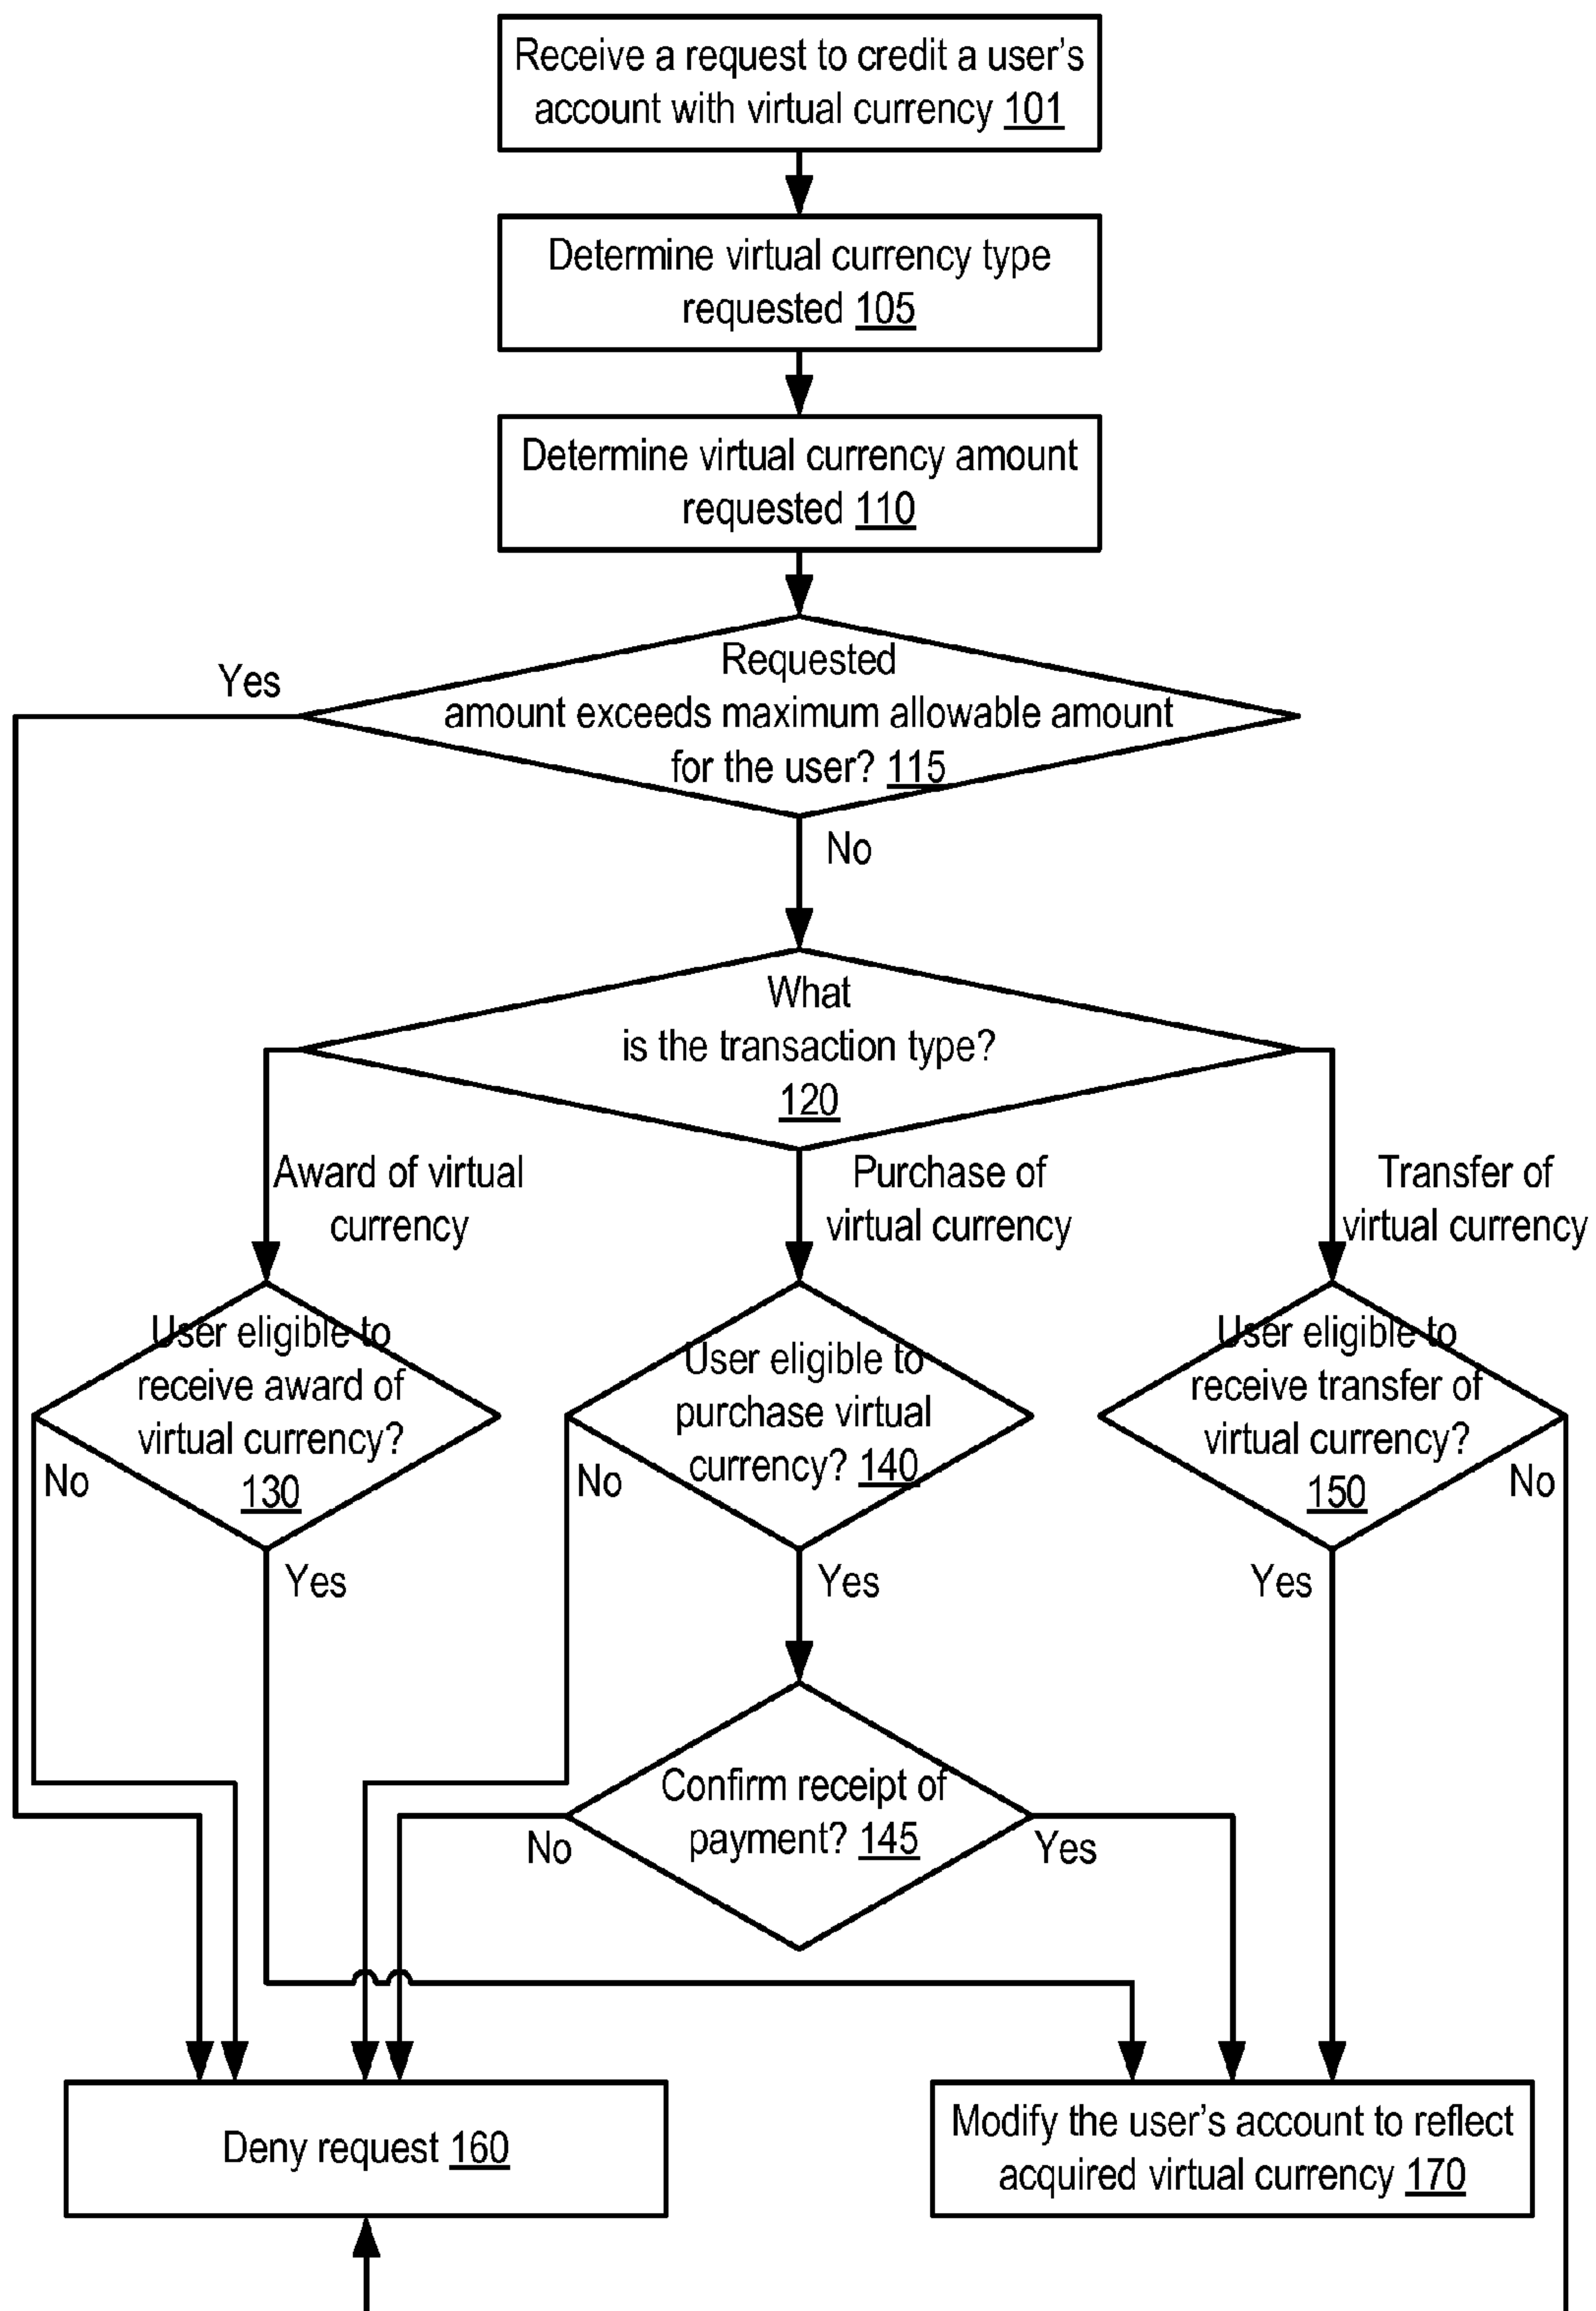 Receive a request to credit a user's
account with virtual currency 101
Determine virtual currency type
requested 105
Determine virtual currency amount
requested 110
Requested
amount exceeds maximum allowable amount
for the user? 115
Yes
No
What
is the transaction type?
120
Award of virtual
currency
Purchase of
virtual currency
Transfer of
virtual currency
User eligible to
receive award of
virtual currency?
130
No
Yes
User eligible to
purchase virtual
currency? 140
No
Yes
User eligible to
receive transfer of
virtual currency?
150
No
Yes
Confirm receipt of
payment? 145
No
Yes
Deny request 160
Modify the user's account to reflect
acquired virtual currency 170